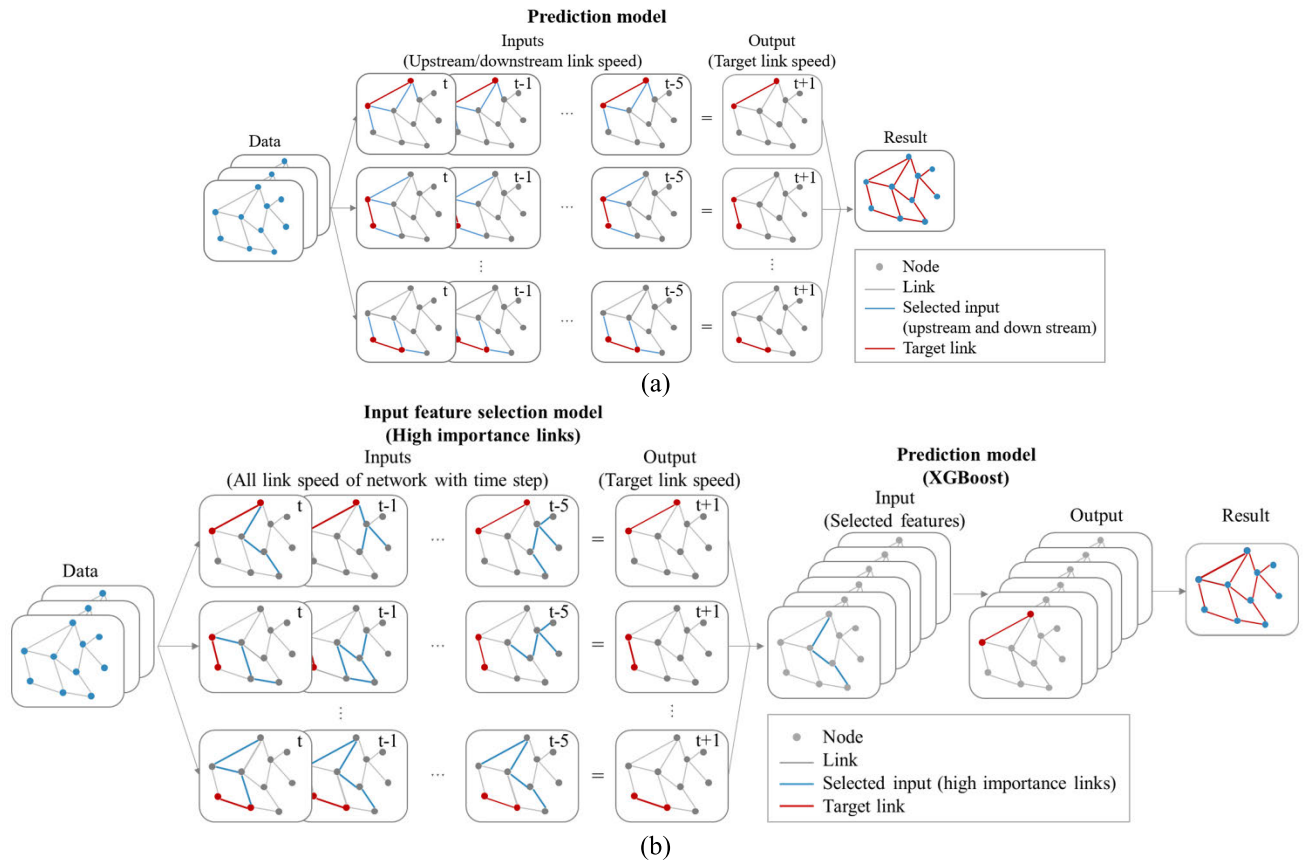 Prediction model
Inputs
(Upstream/downstream link speed)
Output
(Target link speed)
Data
t
t-1
...
t-5
=
t+1
t
t-1
...
t-5
=
t+1
⋮
⋮
t
t-1
...
t-5
=
t+1
Result
Node
Link
Selected input
(upstream and down stream)
Target link
(a)
Input feature selection model
(High importance links)
Inputs
(All link speed of network with time step)
Output
(Target link speed)
Prediction model
(XGBoost)
Input
(Selected features)
Output
Result
Data
t
t-1
...
t-5
=
t+1
t
t-1
...
t-5
=
t+1
⋮
⋮
t
t-1
...
t-5
=
t+1
Node
Link
Selected input (high importance links)
Target link
(b)